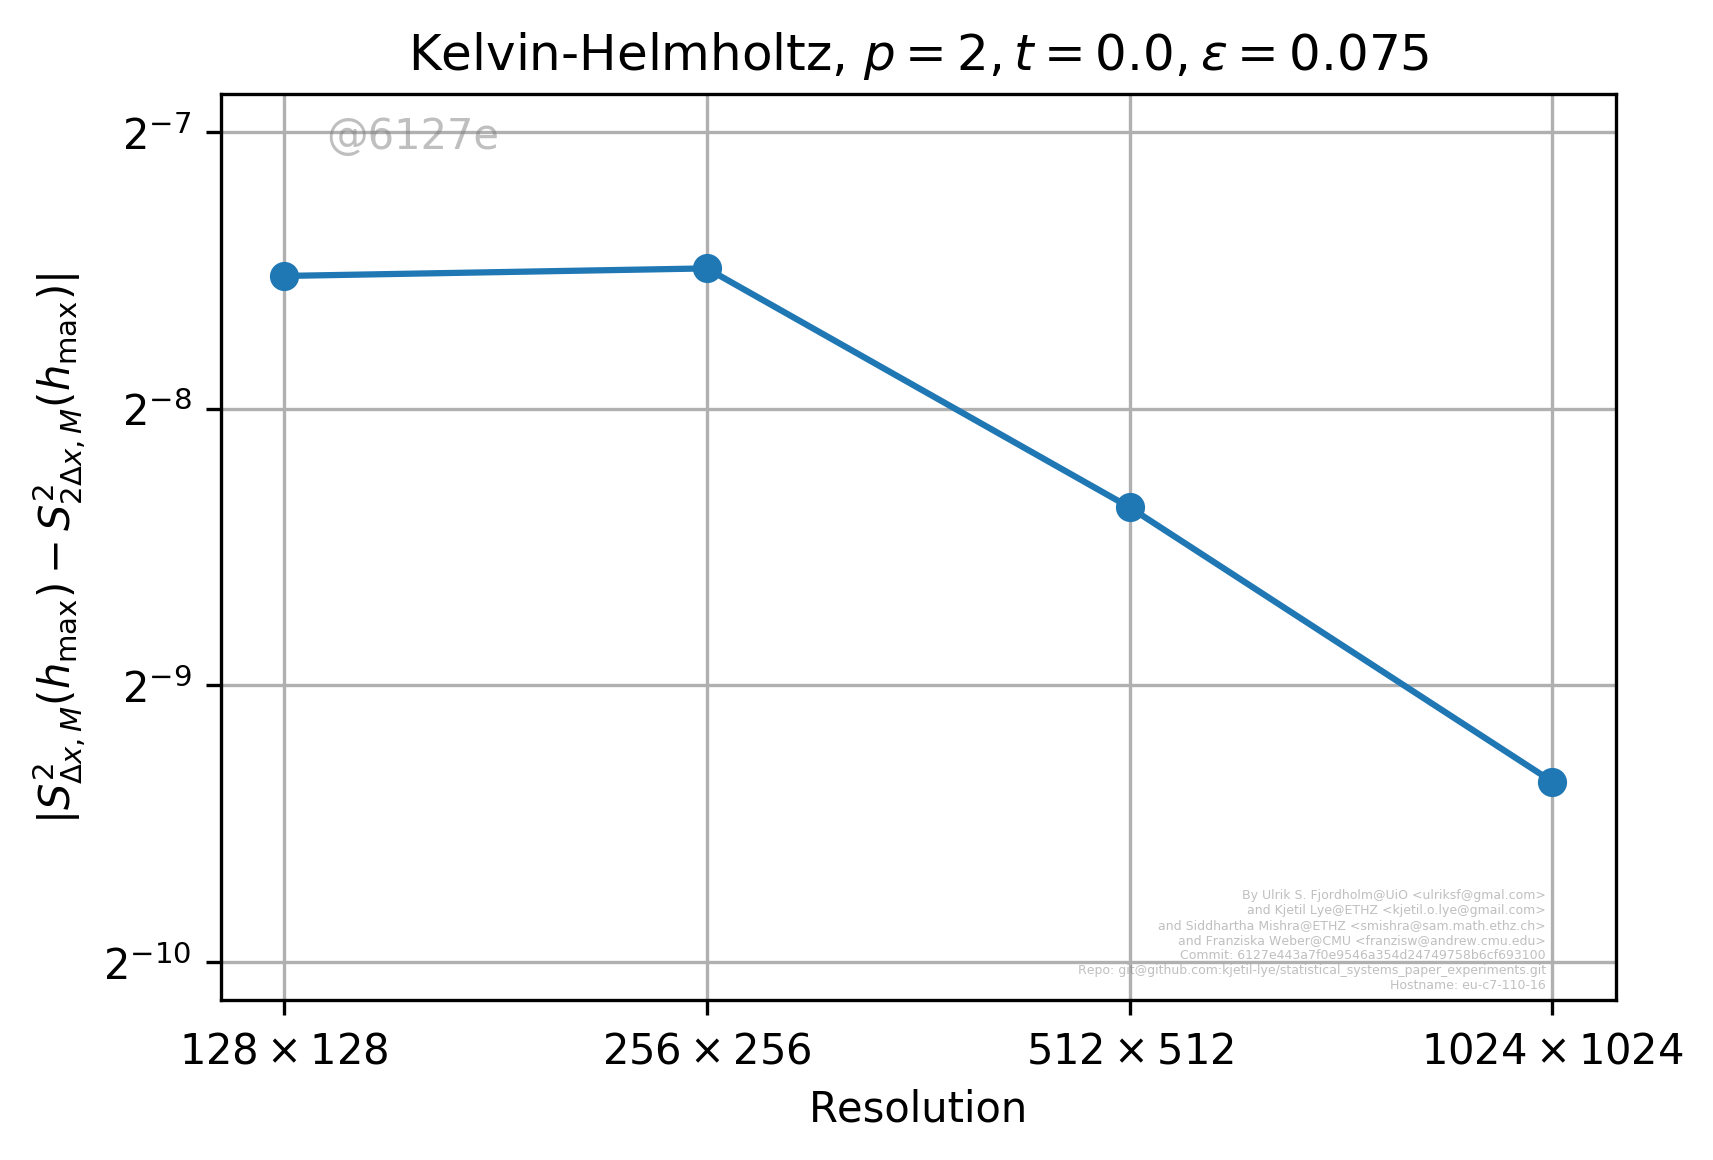 Kelvin-Helmholtz, p = 2, t = 0.0, ε = 0.075
@6127e
2⁻⁷
2⁻⁸
2⁻⁹
2⁻¹⁰
|S²_{Δx,M}(h_max) − S²_{2Δx,M}(h_max)|
By Ulrik S. Fjordholm@UiO <ulriksf@gmal.com>
and Kjetil Lye@ETHZ <kjetil.o.lye@gmail.com>
and Siddhartha Mishra@ETHZ <smishra@sam.math.ethz.ch>
and Franziska Weber@CMU <franzisw@andrew.cmu.edu>
Commit: 6127e443a7f0e9546a354d24749758b6cf693100
Repo: git@github.com:kjetil-lye/statistical_systems_paper_experiments.git
Hostname: eu-c7-110-16
128 × 128 256 × 256 512 × 512 1024 × 1024
Resolution